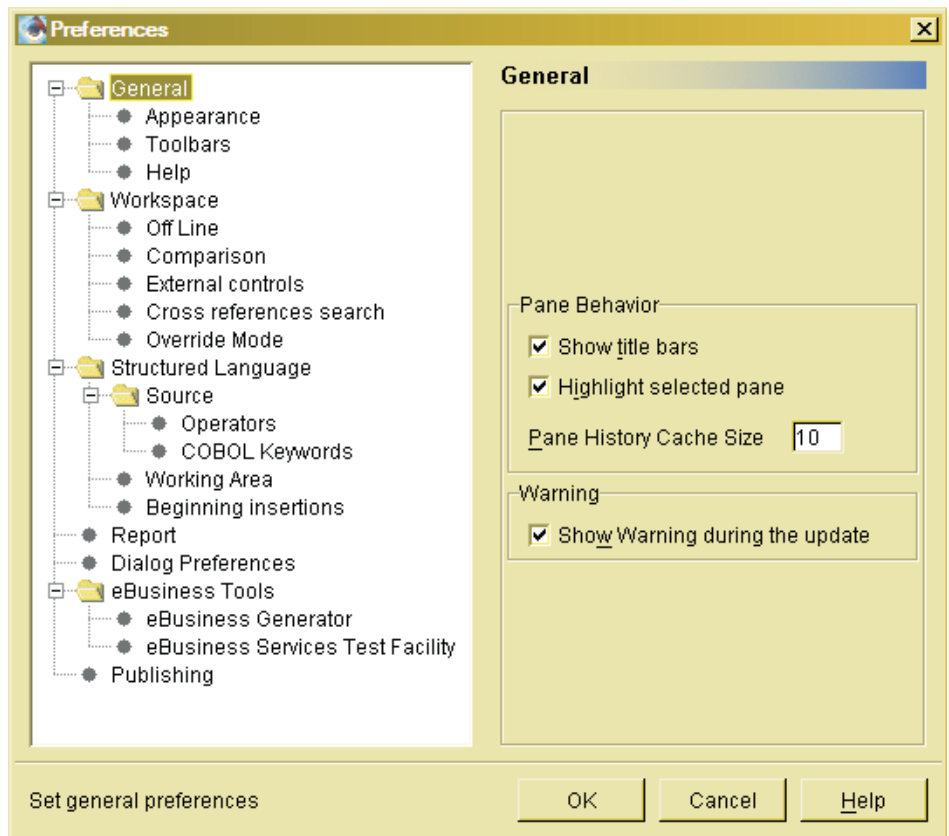 Preferences
General
Appearance
Toolbars
Help
Workspace
Off Line
Comparison
External controls
Cross references search
Override Mode
Structured Language
Source
Operators
COBOL Keywords
Working Area
Beginning insertions
Report
Dialog Preferences
eBusiness Tools
eBusiness Generator
eBusiness Services Test Facility
Publishing
General
Pane Behavior
Show title bars
Highlight selected pane
Pane History Cache Size 10
Warning
Show Warning during the update
Set general preferences
OK Cancel Help